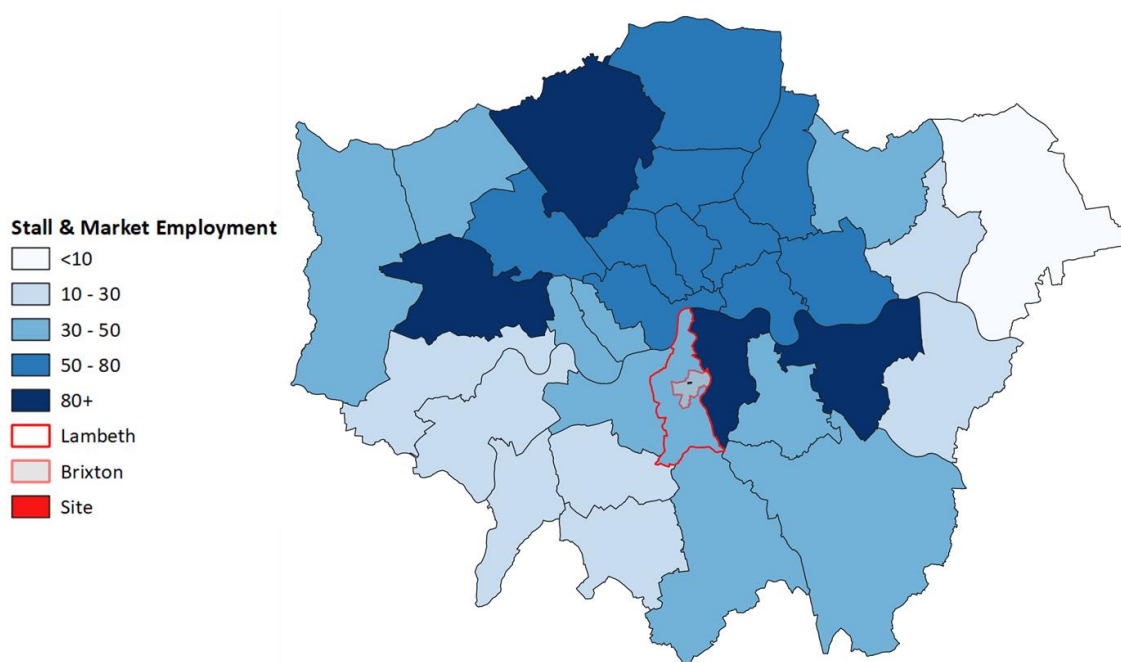 Stall & Market Employment
<10
10 - 30
30 - 50
50 - 80
80+
Lambeth
Brixton
Site